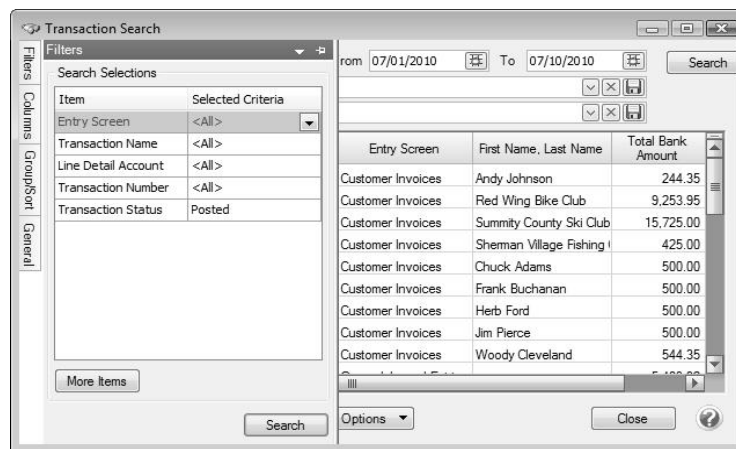 Transaction Search
Filters
Search Selections
Item Selected Criteria
Entry Screen <All>
Transaction Name <All>
Line Detail Account <All>
Transaction Number <All>
Transaction Status Posted
More Items
Search
Filters
Columns
Group/Sort
General
rom 07/01/2010 To 07/10/2010 Search
Entry Screen First Name, Last Name Total Bank Amount
Customer Invoices Andy Johnson 244.35
Customer Invoices Red Wing Bike Club 9,253.95
Customer Invoices Summity County Ski Club 15,725.00
Customer Invoices Sherman Village Fishing 425.00
Customer Invoices Chuck Adams 500.00
Customer Invoices Frank Buchanan 500.00
Customer Invoices Herb Ford 500.00
Customer Invoices Jim Pierce 500.00
Customer Invoices Woody Cleveland 544.35
Options Close